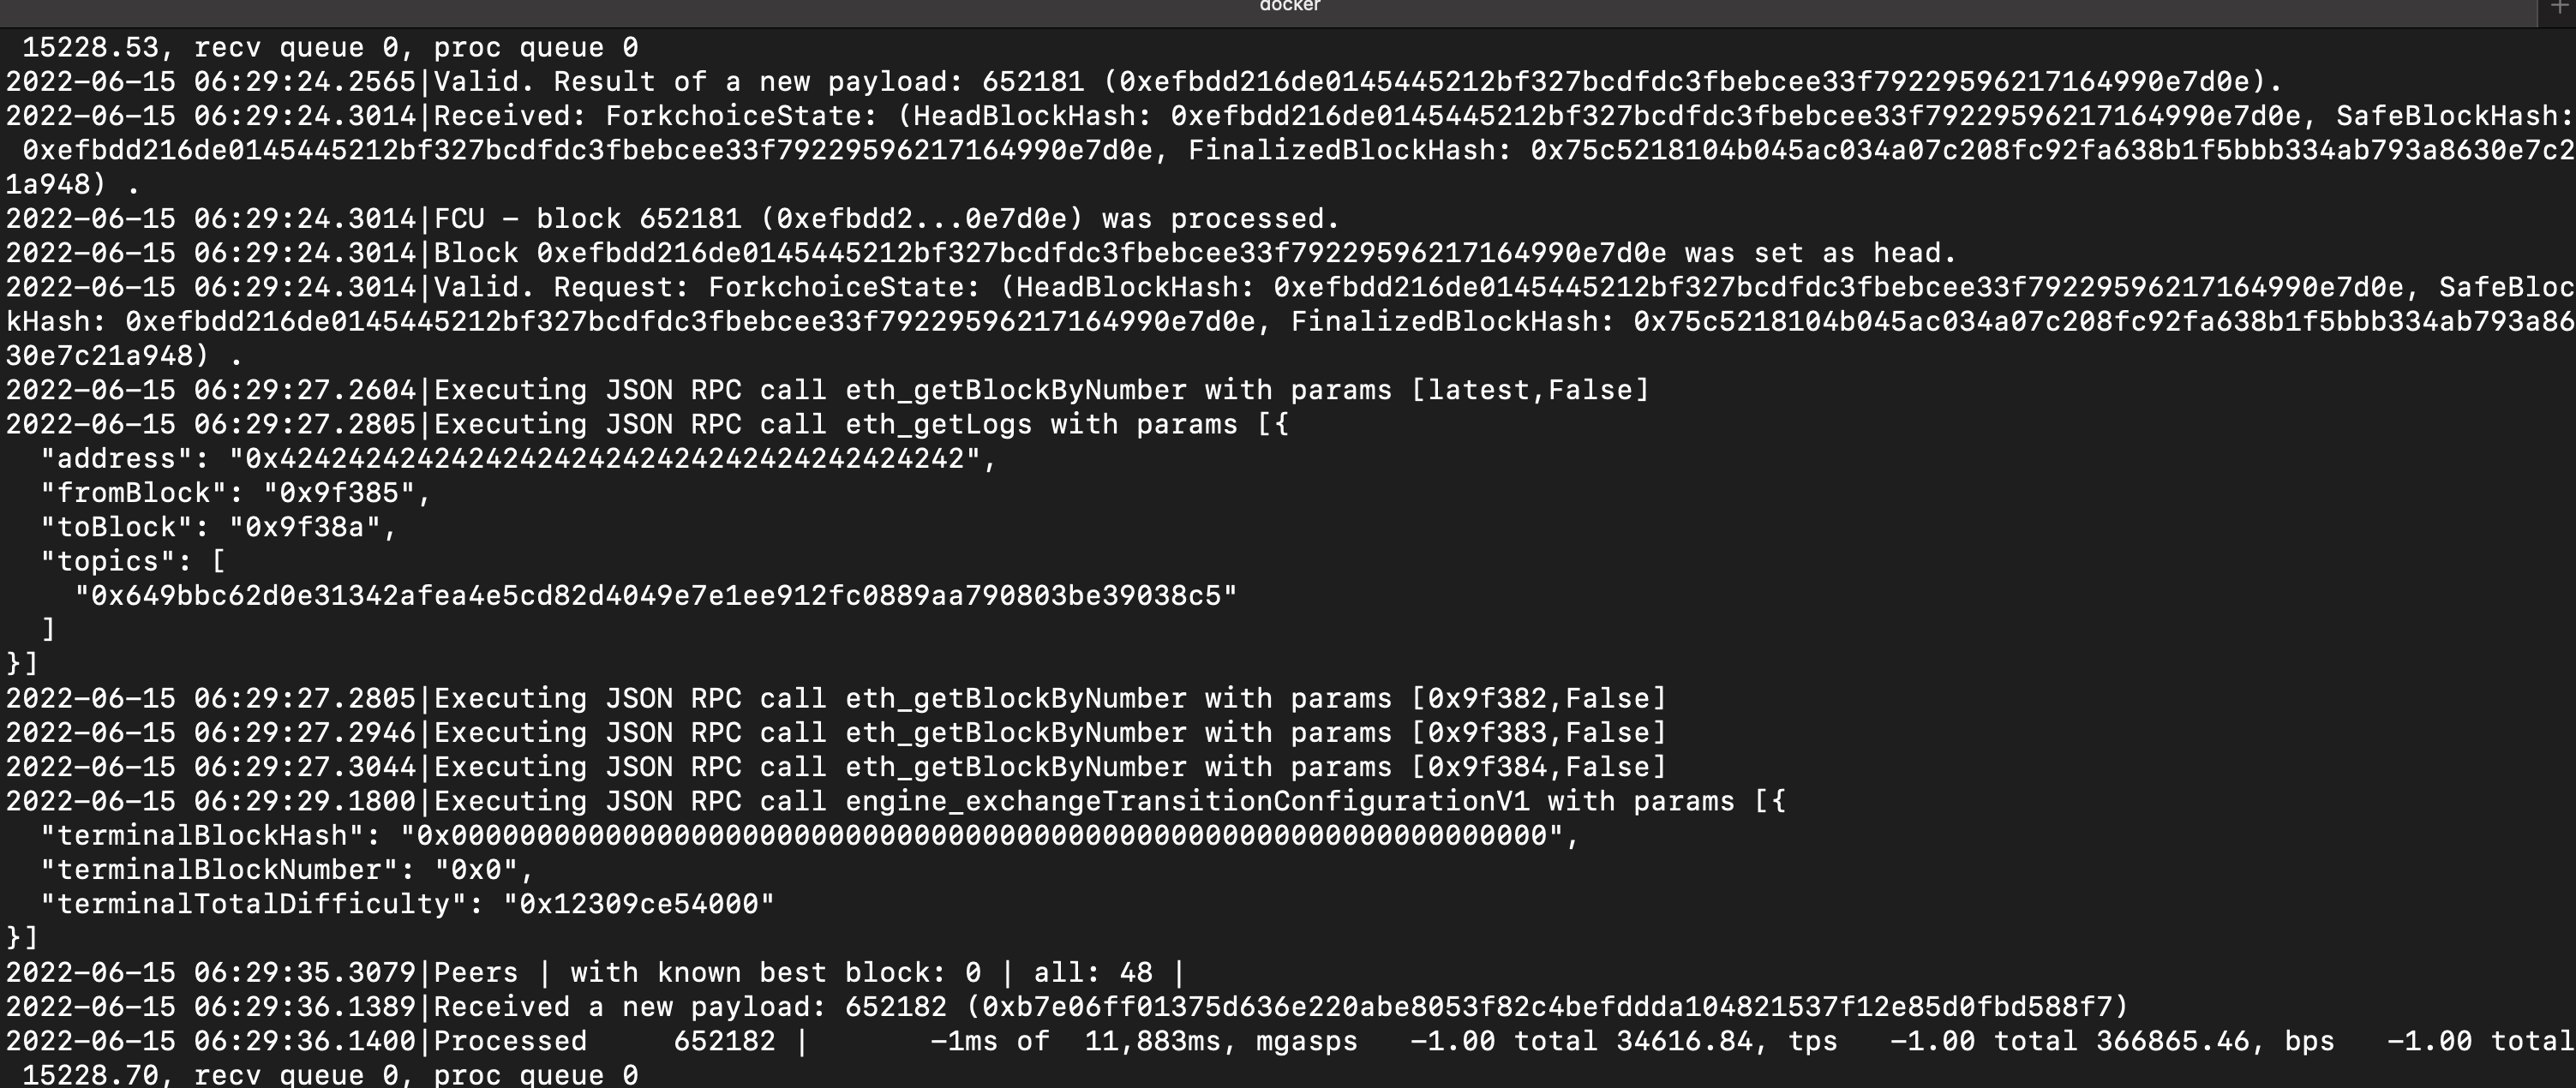 docker
15228.53, recv queue 0, proc queue 0
2022-06-15 06:29:24.2565|Valid. Result of a new payload: 652181 (0xefbdd216de0145445212bf327bcdfdc3fbebcee33f79229596217164990e7d0e).
2022-06-15 06:29:24.3014|Received: ForkchoiceState: (HeadBlockHash: 0xefbdd216de0145445212bf327bcdfdc3fbebcee33f79229596217164990e7d0e, SafeBlockHash:
0xefbdd216de0145445212bf327bcdfdc3fbebcee33f79229596217164990e7d0e, FinalizedBlockHash: 0x75c5218104b045ac034a07c208fc92fa638b1f5bbb334ab793a8630e7c2
1a948) .
2022-06-15 06:29:24.3014|FCU – block 652181 (0xefbdd2...0e7d0e) was processed.
2022-06-15 06:29:24.3014|Block 0xefbdd216de0145445212bf327bcdfdc3fbebcee33f79229596217164990e7d0e was set as head.
2022-06-15 06:29:24.3014|Valid. Request: ForkchoiceState: (HeadBlockHash: 0xefbdd216de0145445212bf327bcdfdc3fbebcee33f79229596217164990e7d0e, SafeBloc
kHash: 0xefbdd216de0145445212bf327bcdfdc3fbebcee33f79229596217164990e7d0e, FinalizedBlockHash: 0x75c5218104b045ac034a07c208fc92fa638b1f5bbb334ab793a86
30e7c21a948) .
2022-06-15 06:29:27.2604|Executing JSON RPC call eth_getBlockByNumber with params [latest,False]
2022-06-15 06:29:27.2805|Executing JSON RPC call eth_getLogs with params [{
"address": "0x4242424242424242424242424242424242424242",
"fromBlock": "0x9f385",
"toBlock": "0x9f38a",
"topics": [
"0x649bbc62d0e31342afea4e5cd82d4049e7e1ee912fc0889aa790803be39038c5"
]
}]
2022-06-15 06:29:27.2805|Executing JSON RPC call eth_getBlockByNumber with params [0x9f382,False]
2022-06-15 06:29:27.2946|Executing JSON RPC call eth_getBlockByNumber with params [0x9f383,False]
2022-06-15 06:29:27.3044|Executing JSON RPC call eth_getBlockByNumber with params [0x9f384,False]
2022-06-15 06:29:29.1800|Executing JSON RPC call engine_exchangeTransitionConfigurationV1 with params [{
"terminalBlockHash": "0x0000000000000000000000000000000000000000000000000000000000000000",
"terminalBlockNumber": "0x0",
"terminalTotalDifficulty": "0x12309ce54000"
}]
2022-06-15 06:29:35.3079|Peers | with known best block: 0 | all: 48 |
2022-06-15 06:29:36.1389|Received a new payload: 652182 (0xb7e06ff01375d636e220abe8053f82c4befddda104821537f12e85d0fbd588f7)
2022-06-15 06:29:36.1400|Processed 652182 | -1ms of 11,883ms, mgasps -1.00 total 34616.84, tps -1.00 total 366865.46, bps -1.00 total
15228.70, recv queue 0, proc queue 0